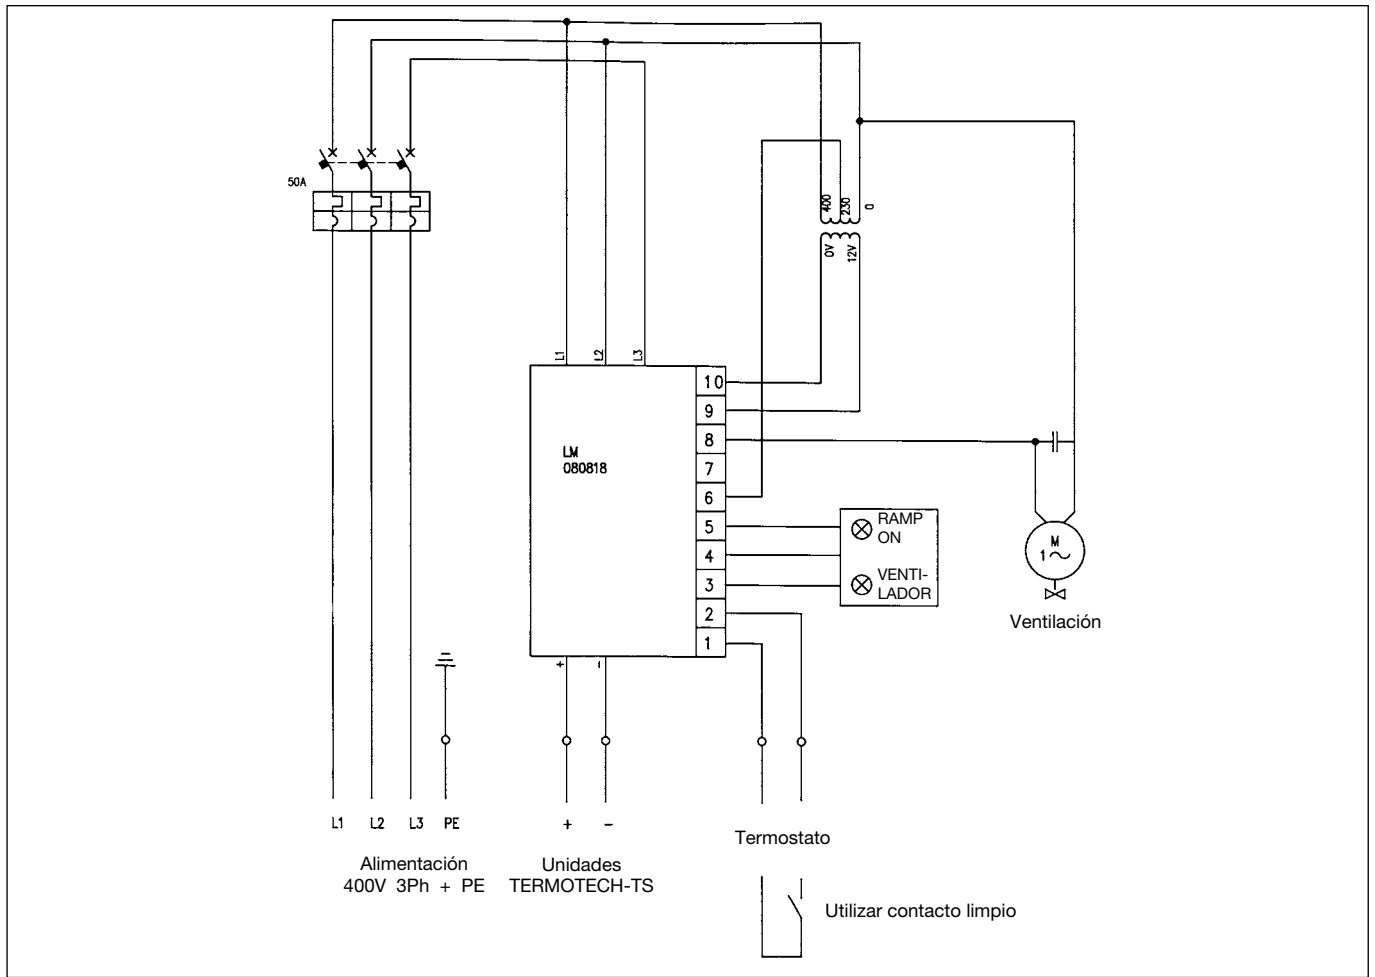 50A
400
230
0
0V
12V
L1
L2
L3
LM
080818
10
9
8
7
6
5
4
3
2
1
RAMP
ON
VENTI-
LADOR
M
1~
Ventilación
+
-
L1 L2 L3 PE
+ -
Alimentación
400V 3Ph + PE
Unidades
TERMOTECH-TS
Termostato
Utilizar contacto limpio